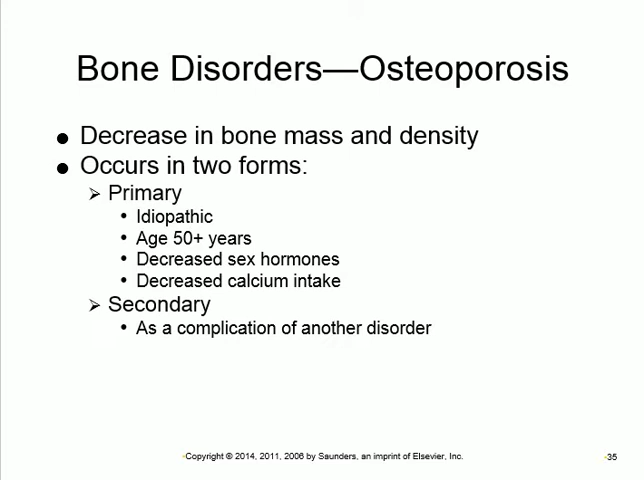 Bone Disorders—Osteoporosis
● Decrease in bone mass and density
● Occurs in two forms:
➢ Primary
• Idiopathic
• Age 50+ years
• Decreased sex hormones
• Decreased calcium intake
➢ Secondary
• As a complication of another disorder
Copyright © 2014, 2011, 2006 by Saunders, an imprint of Elsevier, Inc.
35